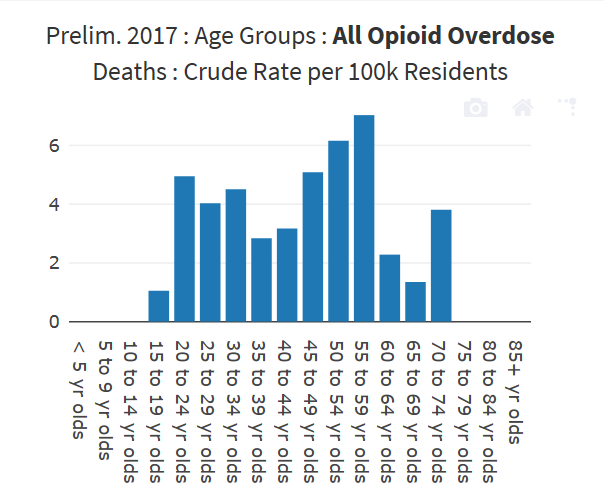 Prelim. 2017 : Age Groups : All Opioid Overdose
Deaths : Crude Rate per 100k Residents
6
4
2
0
< 5 yr olds
5 to 9 yr olds
10 to 14 yr olds
15 to 19 yr olds
20 to 24 yr olds
25 to 29 yr olds
30 to 34 yr olds
35 to 39 yr olds
40 to 44 yr olds
45 to 49 yr olds
50 to 54 yr olds
55 to 59 yr olds
60 to 64 yr olds
65 to 69 yr olds
70 to 74 yr olds
75 to 79 yr olds
80 to 84 yr olds
85+ yr olds